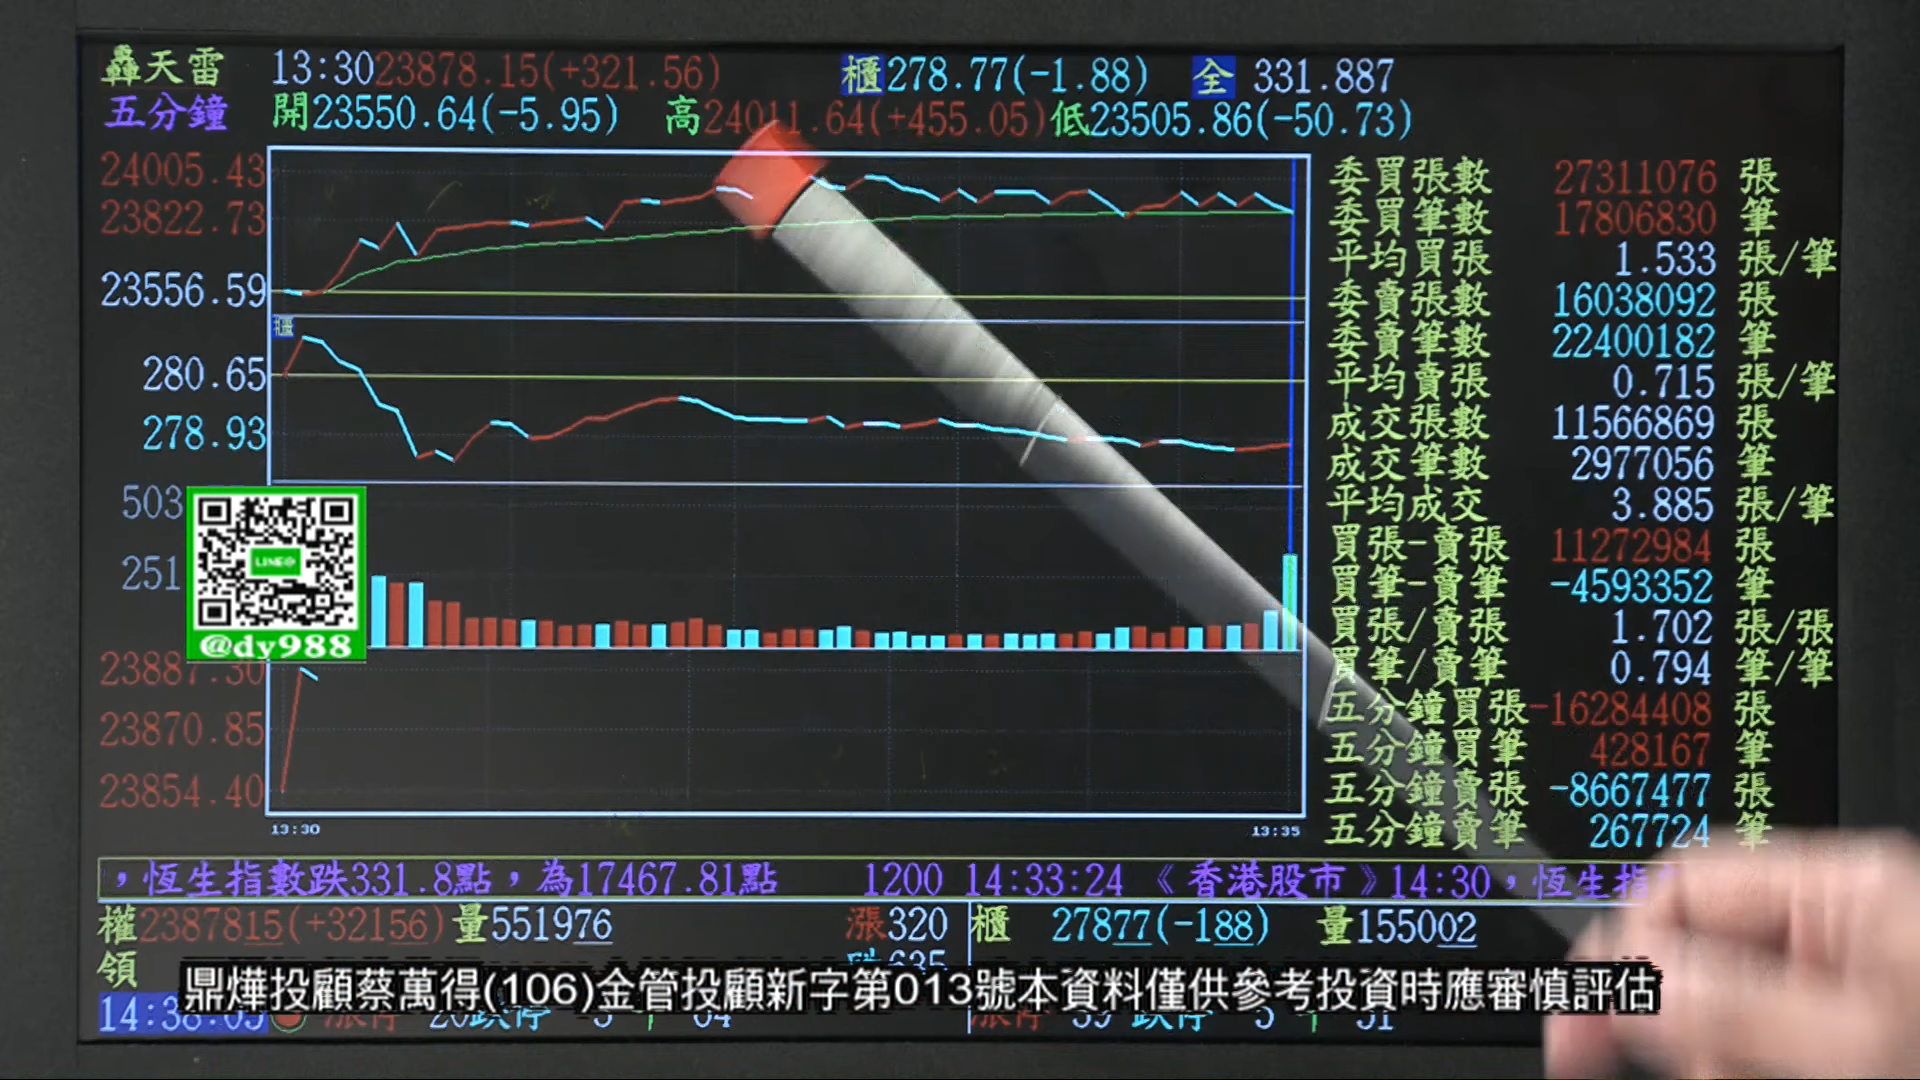 轟天雷 13:30 23878.15(+321.56) 櫃278.77(-1.88) 全 331.887
五分鐘 開23550.64(-5.95) 高24011.64(+455.05) 低23505.86(-50.73)
24005.43
23822.73
23556.59
櫃
280.65
278.93
503
251
LINE@
@dy988
23887.30
23870.85
23854.40
13:30 13:35
委買張數 27311076 張
委買筆數 17806830 筆
平均買張 1.533 張/筆
委賣張數 16038092 張
委賣筆數 22400182 筆
平均賣張 0.715 張/筆
成交張數 11566869 張
成交筆數 2977056 筆
平均成交 3.885 張/筆
買張-賣張 11272984 張
買筆-賣筆 -4593352 筆
買張/賣張 1.702 張/張
買筆/賣筆 0.794 筆/筆
五分鐘買張 -16284408 張
五分鐘買筆 428167 筆
五分鐘賣張 -8667477 張
五分鐘賣筆 267724 筆
，恆生指數跌331.8點，為17467.81點 1200 14:33:24 《香港股市》14:30，恆生指
權2387815(+32156) 量551976 漲320 櫃 27877(-188) 量155002
領 跌635
鼎燁投顧蔡萬得(106)金管投顧新字第013號本資料僅供參考投資時應審慎評估